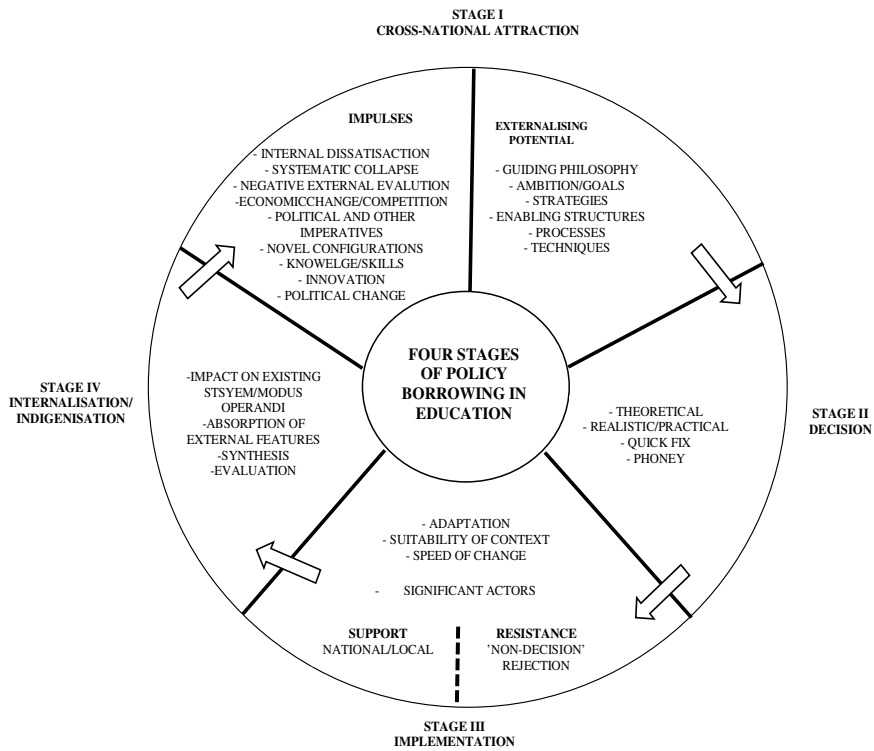 STAGE I
CROSS-NATIONAL ATTRACTION
IMPULSES
- INTERNAL DISSATISACTION
- SYSTEMATIC COLLAPSE
- NEGATIVE EXTERNAL EVALUTION
-ECONOMICCHANGE/COMPETITION
- POLITICAL AND OTHER
IMPERATIVES
- NOVEL CONFIGURATIONS
- KNOWELGE/SKILLS
- INNOVATION
- POLITICAL CHANGE
EXTERNALISING
POTENTIAL
- GUIDING PHILOSOPHY
- AMBITION/GOALS
- STRATEGIES
- ENABLING STRUCTURES
- PROCESSES
- TECHNIQUES
FOUR STAGES
OF POLICY
BORROWING IN
EDUCATION
STAGE II
DECISION
- THEORETICAL
- REALISTIC/PRACTICAL
- QUICK FIX
- PHONEY
- ADAPTATION
- SUITABILITY OF CONTEXT
- SPEED OF CHANGE
- SIGNIFICANT ACTORS
SUPPORT
NATIONAL/LOCAL
RESISTANCE
'NON-DECISION'
REJECTION
STAGE III
IMPLEMENTATION
STAGE IV
INTERNALISATION/
INDIGENISATION
-IMPACT ON EXISTING
STSYEM/MODUS
OPERANDI
-ABSORPTION OF
EXTERNAL FEATURES
-SYNTHESIS
-EVALUATION